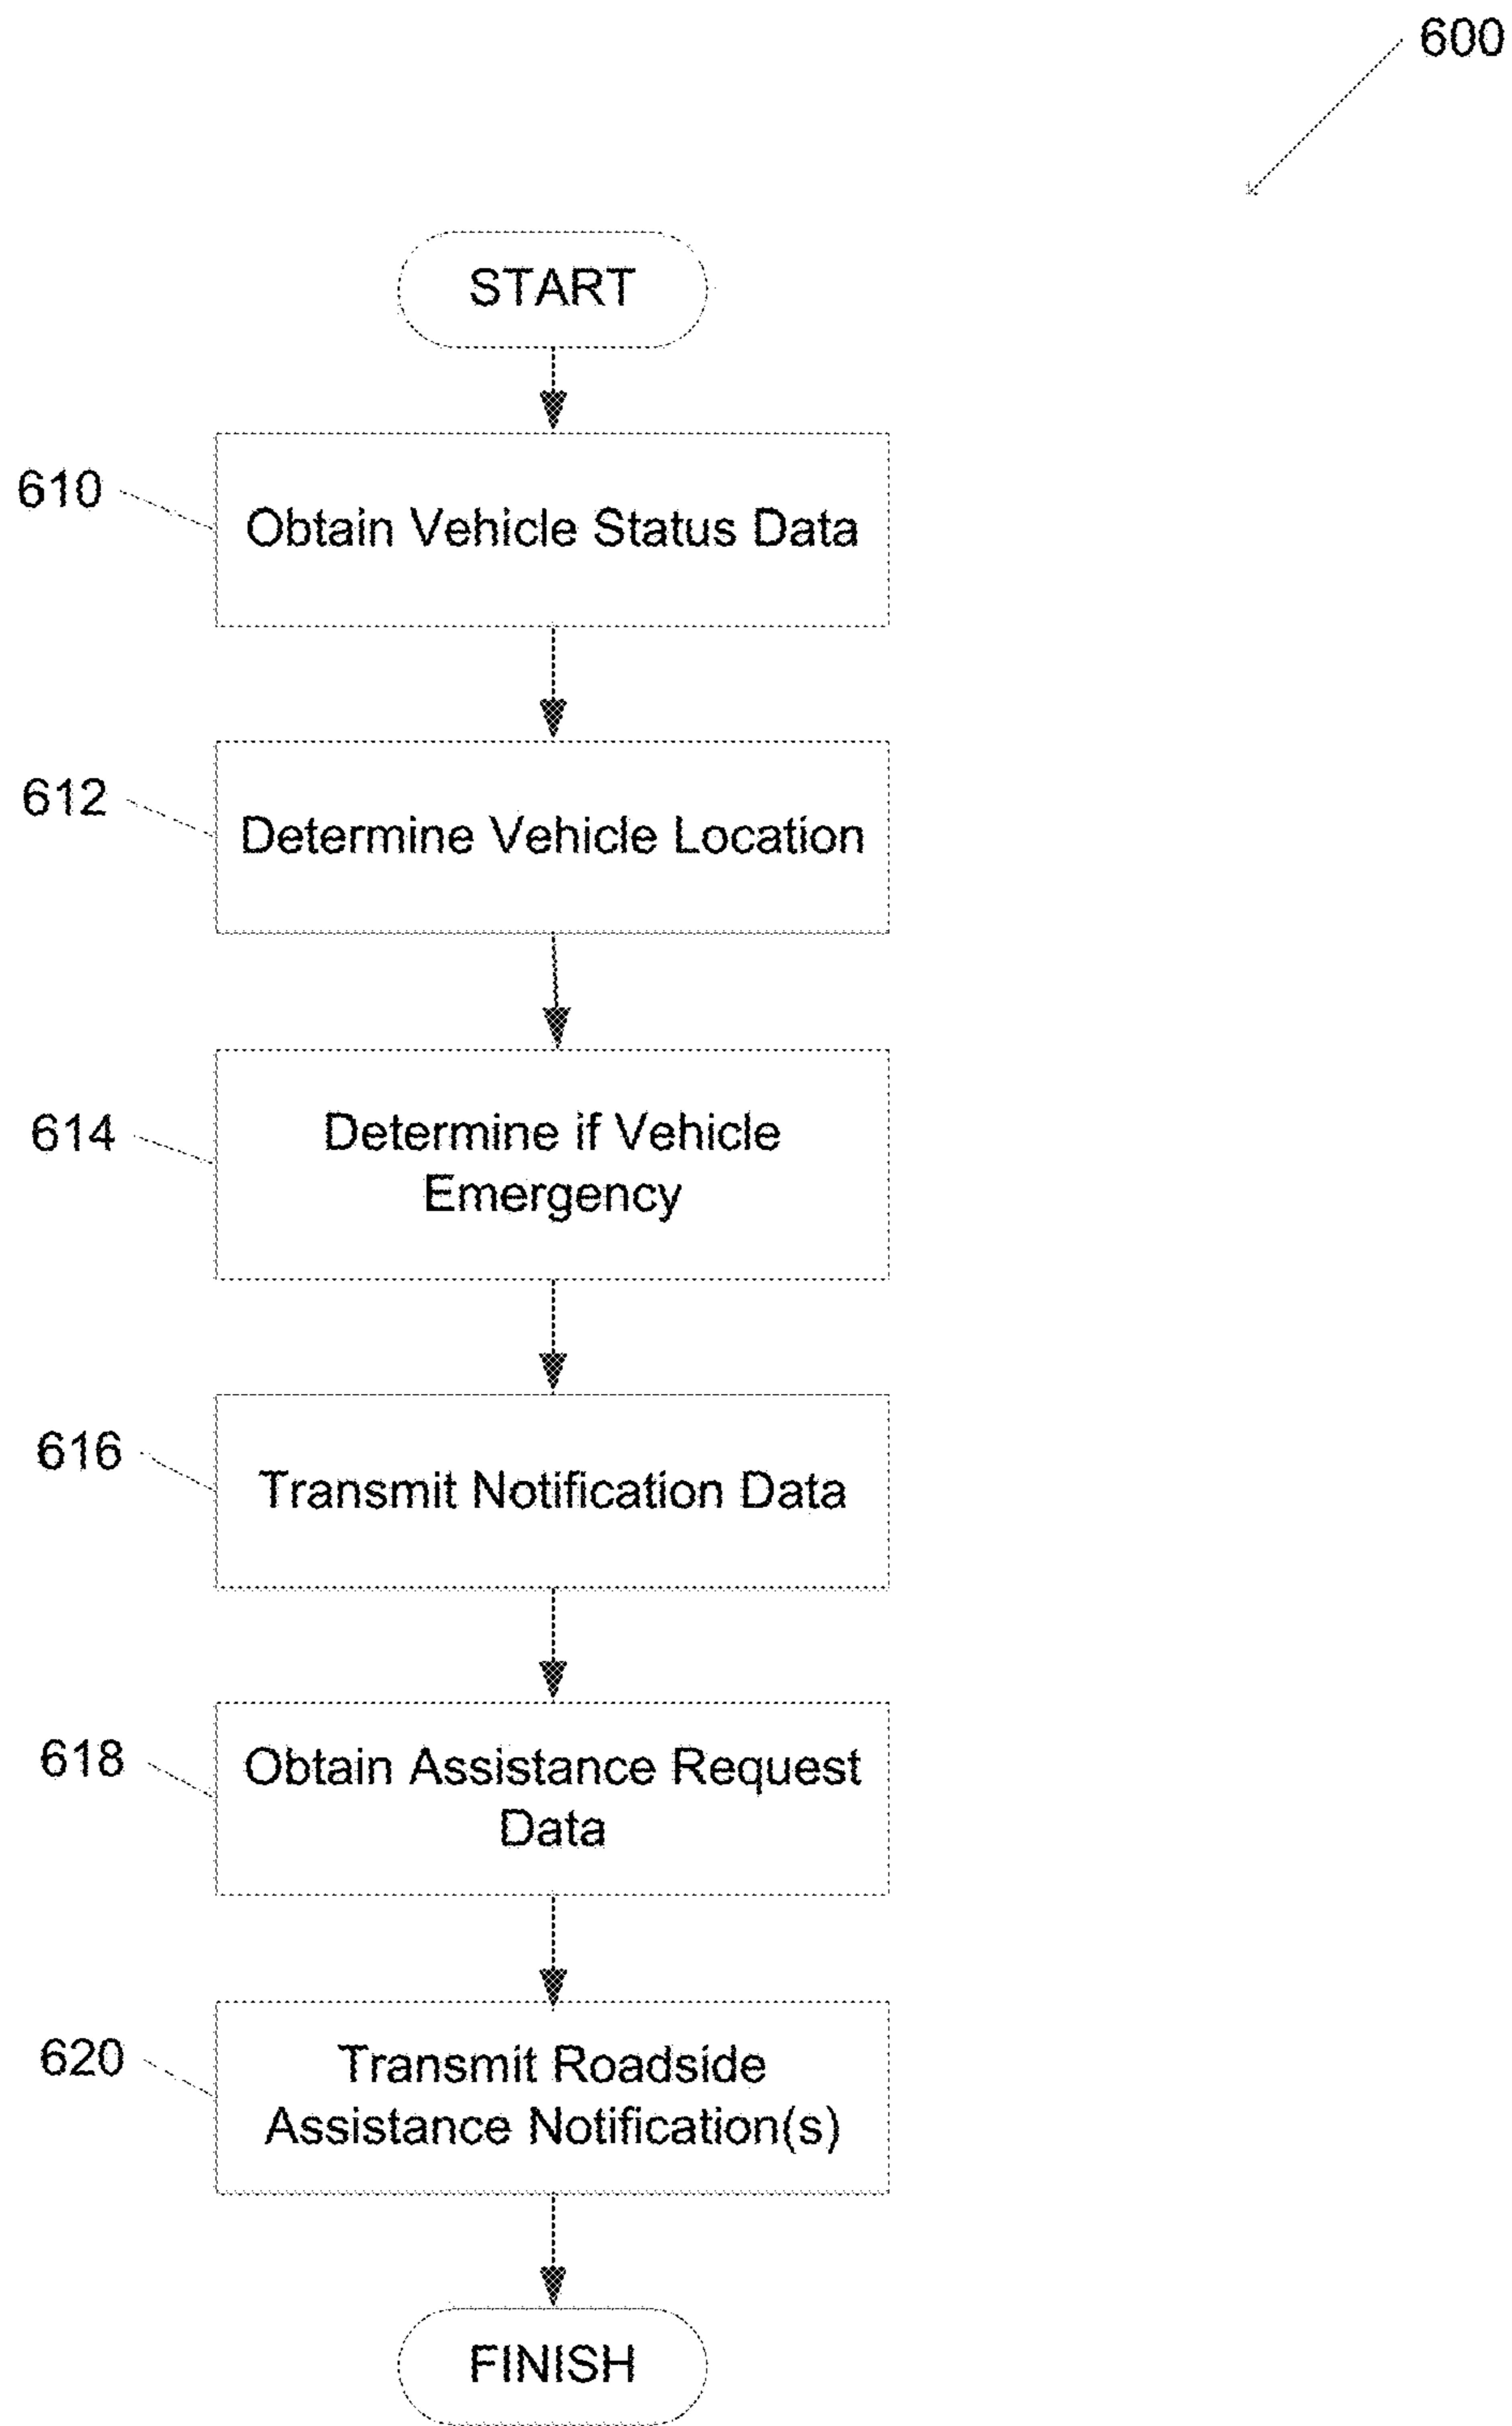 600
START
610
Obtain Vehicle Status Data
612
Determine Vehicle Location
614
Determine if Vehicle
Emergency
616
Transmit Notification Data
618
Obtain Assistance Request
Data
620
Transmit Roadside
Assistance Notification(s)
FINISH